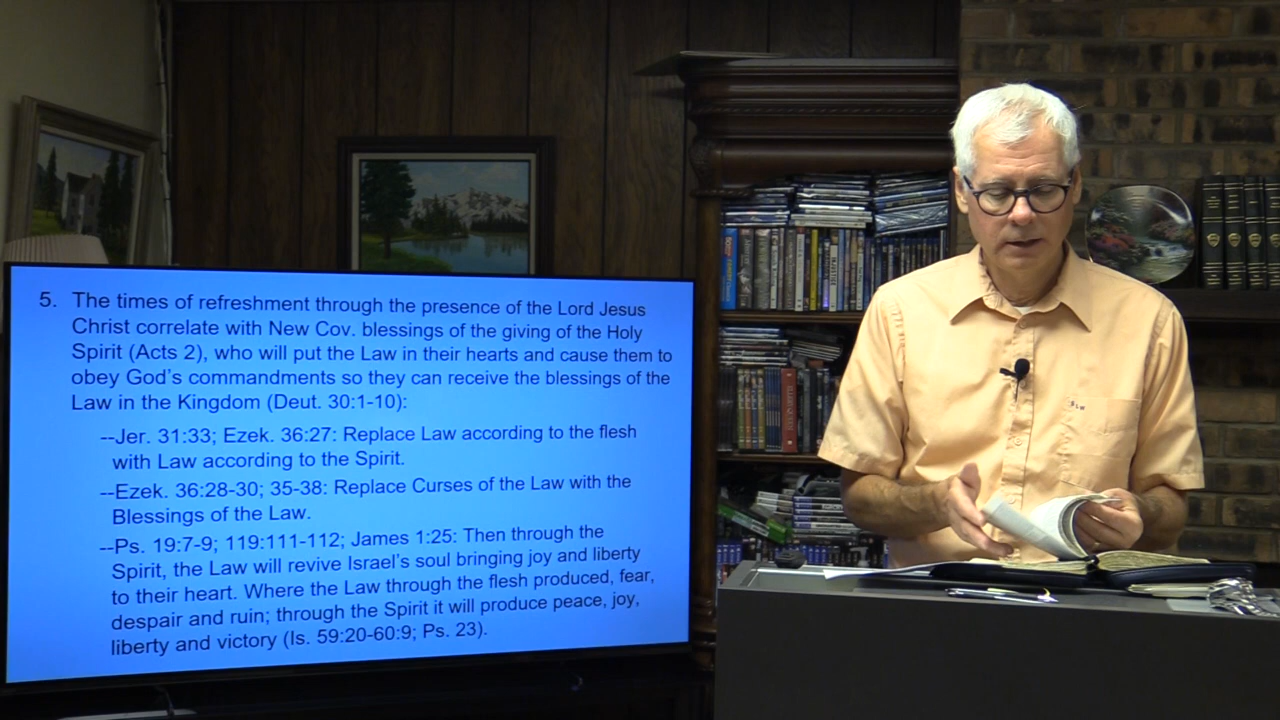 5. The times of refreshment through the presence of the Lord Jesus
Christ correlate with New Cov. blessings of the giving of the Holy
Spirit (Acts 2), who will put the Law in their hearts and cause them to
obey God's commandments so they can receive the blessings of the
Law in the Kingdom (Deut. 30:1-10):
--Jer. 31:33; Ezek. 36:27: Replace Law according to the flesh
with Law according to the Spirit.
--Ezek. 36:28-30; 35-38: Replace Curses of the Law with the
Blessings of the Law.
--Ps. 19:7-9; 119:111-112; James 1:25: Then through the
Spirit, the Law will revive Israel's soul bringing joy and liberty
to their heart. Where the Law through the flesh produced, fear,
despair and ruin; through the Spirit it will produce peace, joy,
liberty and victory (Is. 59:20-60:9; Ps. 23).